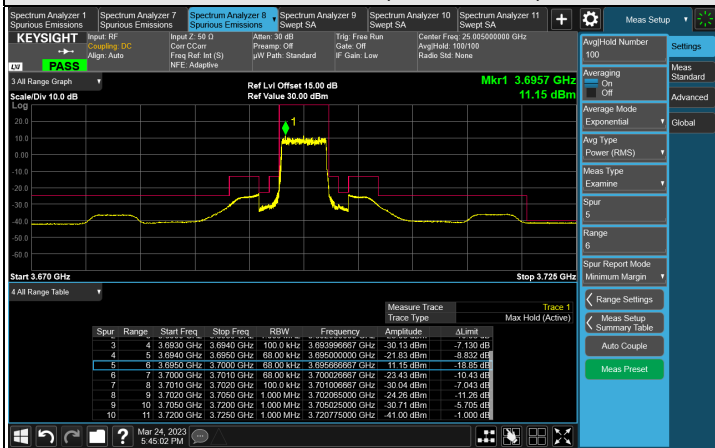 Spectrum Analyzer 1 Spectrum Analyzer 7 Spectrum Analyzer 8 Spectrum Analyzer 9 Spectrum Analyzer 10 Spectrum Analyzer 11
Spurious Emissions Spurious Emissions Spurious Emissions Swept SA Swept SA Swept SA
+
Meas Setup
KEYSIGHT Input: RF Input Z: 50 Ω Atten: 30 dB Trig: Free Run Center Freq: 25.005000000 GHz
Coupling: DC Corr CCorr Preamp: Off Gate: Off Avg|Hold: 100/100
Align: Auto Freq Ref: Int (S) µW Path: Standard IF Gain: Low Radio Std: None
NFE: Adaptive
LXI PASS
3 All Range Graph
Ref Lvl Offset 15.00 dB Mkr1 3.6957 GHz
Scale/Div 10.0 dB Ref Value 30.00 dBm 11.15 dBm
Log
20.0
10.0
0.00
-10.0
-20.0
-30.0
-40.0
-50.0
-60.0
1
Start 3.670 GHz Stop 3.725 GHz
4 All Range Table
Measure Trace Trace 1
Trace Type Max Hold (Active)
Spur Range Start Freq Stop Freq RBW Frequency Amplitude ΔLimit
3 4 3.6930 GHz 3.6940 GHz 100.0 kHz 3.693996667 GHz -30.13 dBm -7.130 dB
4 5 3.6940 GHz 3.6950 GHz 68.00 kHz 3.695000000 GHz -21.83 dBm -8.832 dB
5 6 3.6950 GHz 3.7000 GHz 68.00 kHz 3.695666667 GHz 11.15 dBm -18.85 dB
6 7 3.7000 GHz 3.7010 GHz 68.00 kHz 3.700026667 GHz -23.43 dBm -10.43 dB
7 8 3.7010 GHz 3.7020 GHz 100.0 kHz 3.701006667 GHz -30.04 dBm -7.043 dB
8 9 3.7020 GHz 3.7050 GHz 1.000 MHz 3.702065000 GHz -24.26 dBm -11.26 dB
9 10 3.7050 GHz 3.7200 GHz 1.000 MHz 3.705025000 GHz -30.71 dBm -5.705 dB
10 11 3.7200 GHz 3.7250 GHz 1.000 MHz 3.720775000 GHz -41.00 dBm -1.000 dB
Avg|Hold Number
100
Averaging
On
Off
Average Mode
Exponential
Avg Type
Power (RMS)
Meas Type
Examine
Spur
5
Range
6
Spur Report Mode
Minimum Margin
Range Settings
Meas Setup
Summary Table
Auto Couple
Meas Preset
Settings
Meas
Standard
Advanced
Global
?
Mar 24, 2023
5:45:02 PM